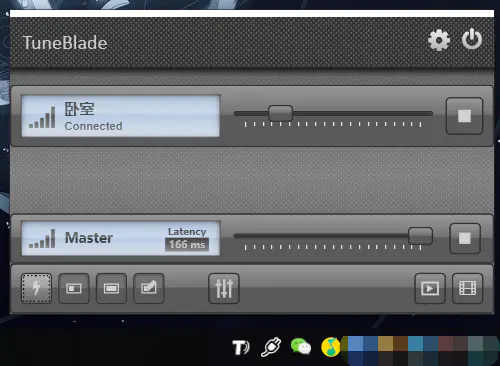 TuneBlade
卧室
Connected
Master
Latency
166 ms